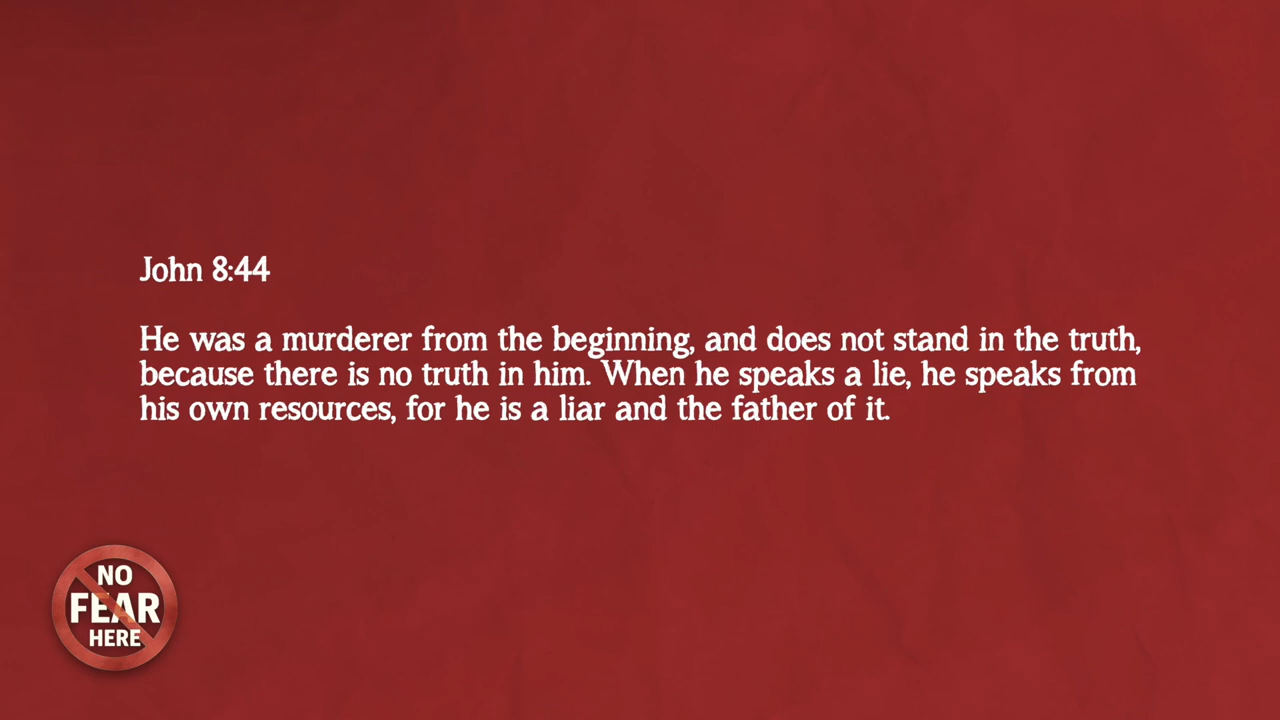 John 8:44
He was a murderer from the beginning, and does not stand in the truth,
because there is no truth in him. When he speaks a lie, he speaks from
his own resources, for he is a liar and the father of it.
NO
FEAR
HERE